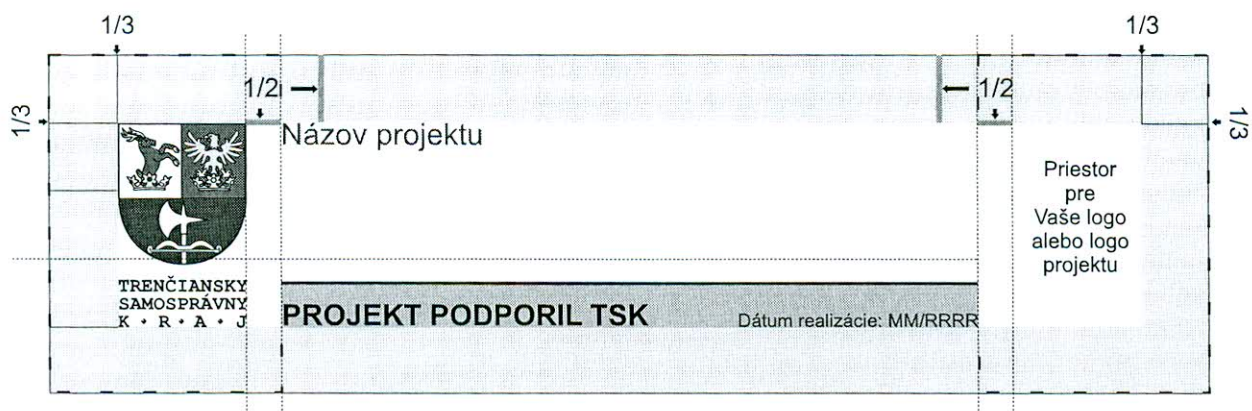 1/3
1/3
1/2
1/2
1/3
1/3
Názov projektu
Priestor
pre
Vaše logo
alebo logo
projektu
TRENČIANSKY
SAMOSPRÁVNY
K · R · A · J
PROJEKT PODPORIL TSK
Dátum realizácie: MM/RRRR